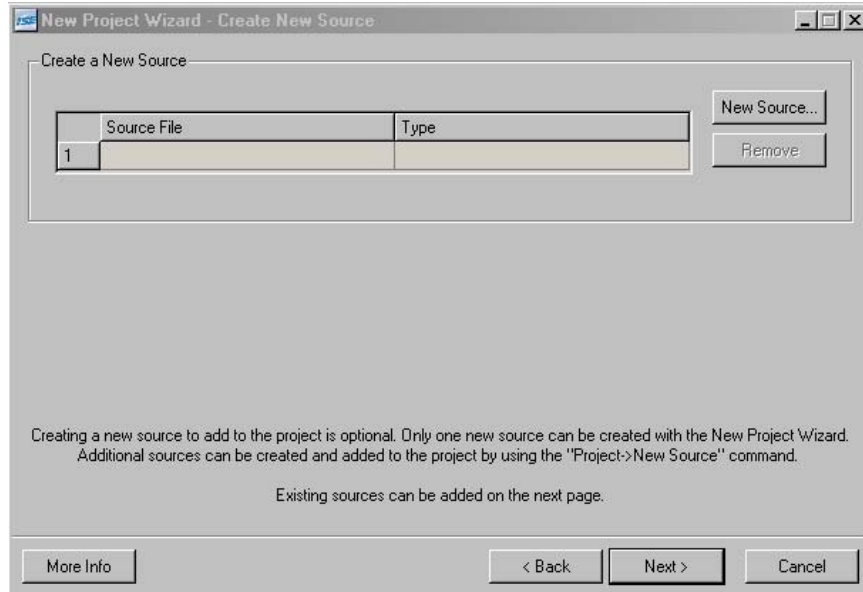 ISE New Project Wizard - Create New Source
Create a New Source
New Source...
Source File Type
1
Remove
Creating a new source to add to the project is optional. Only one new source can be created with the New Project Wizard.
Additional sources can be created and added to the project by using the "Project->New Source" command.
Existing sources can be added on the next page.
More Info < Back Next > Cancel